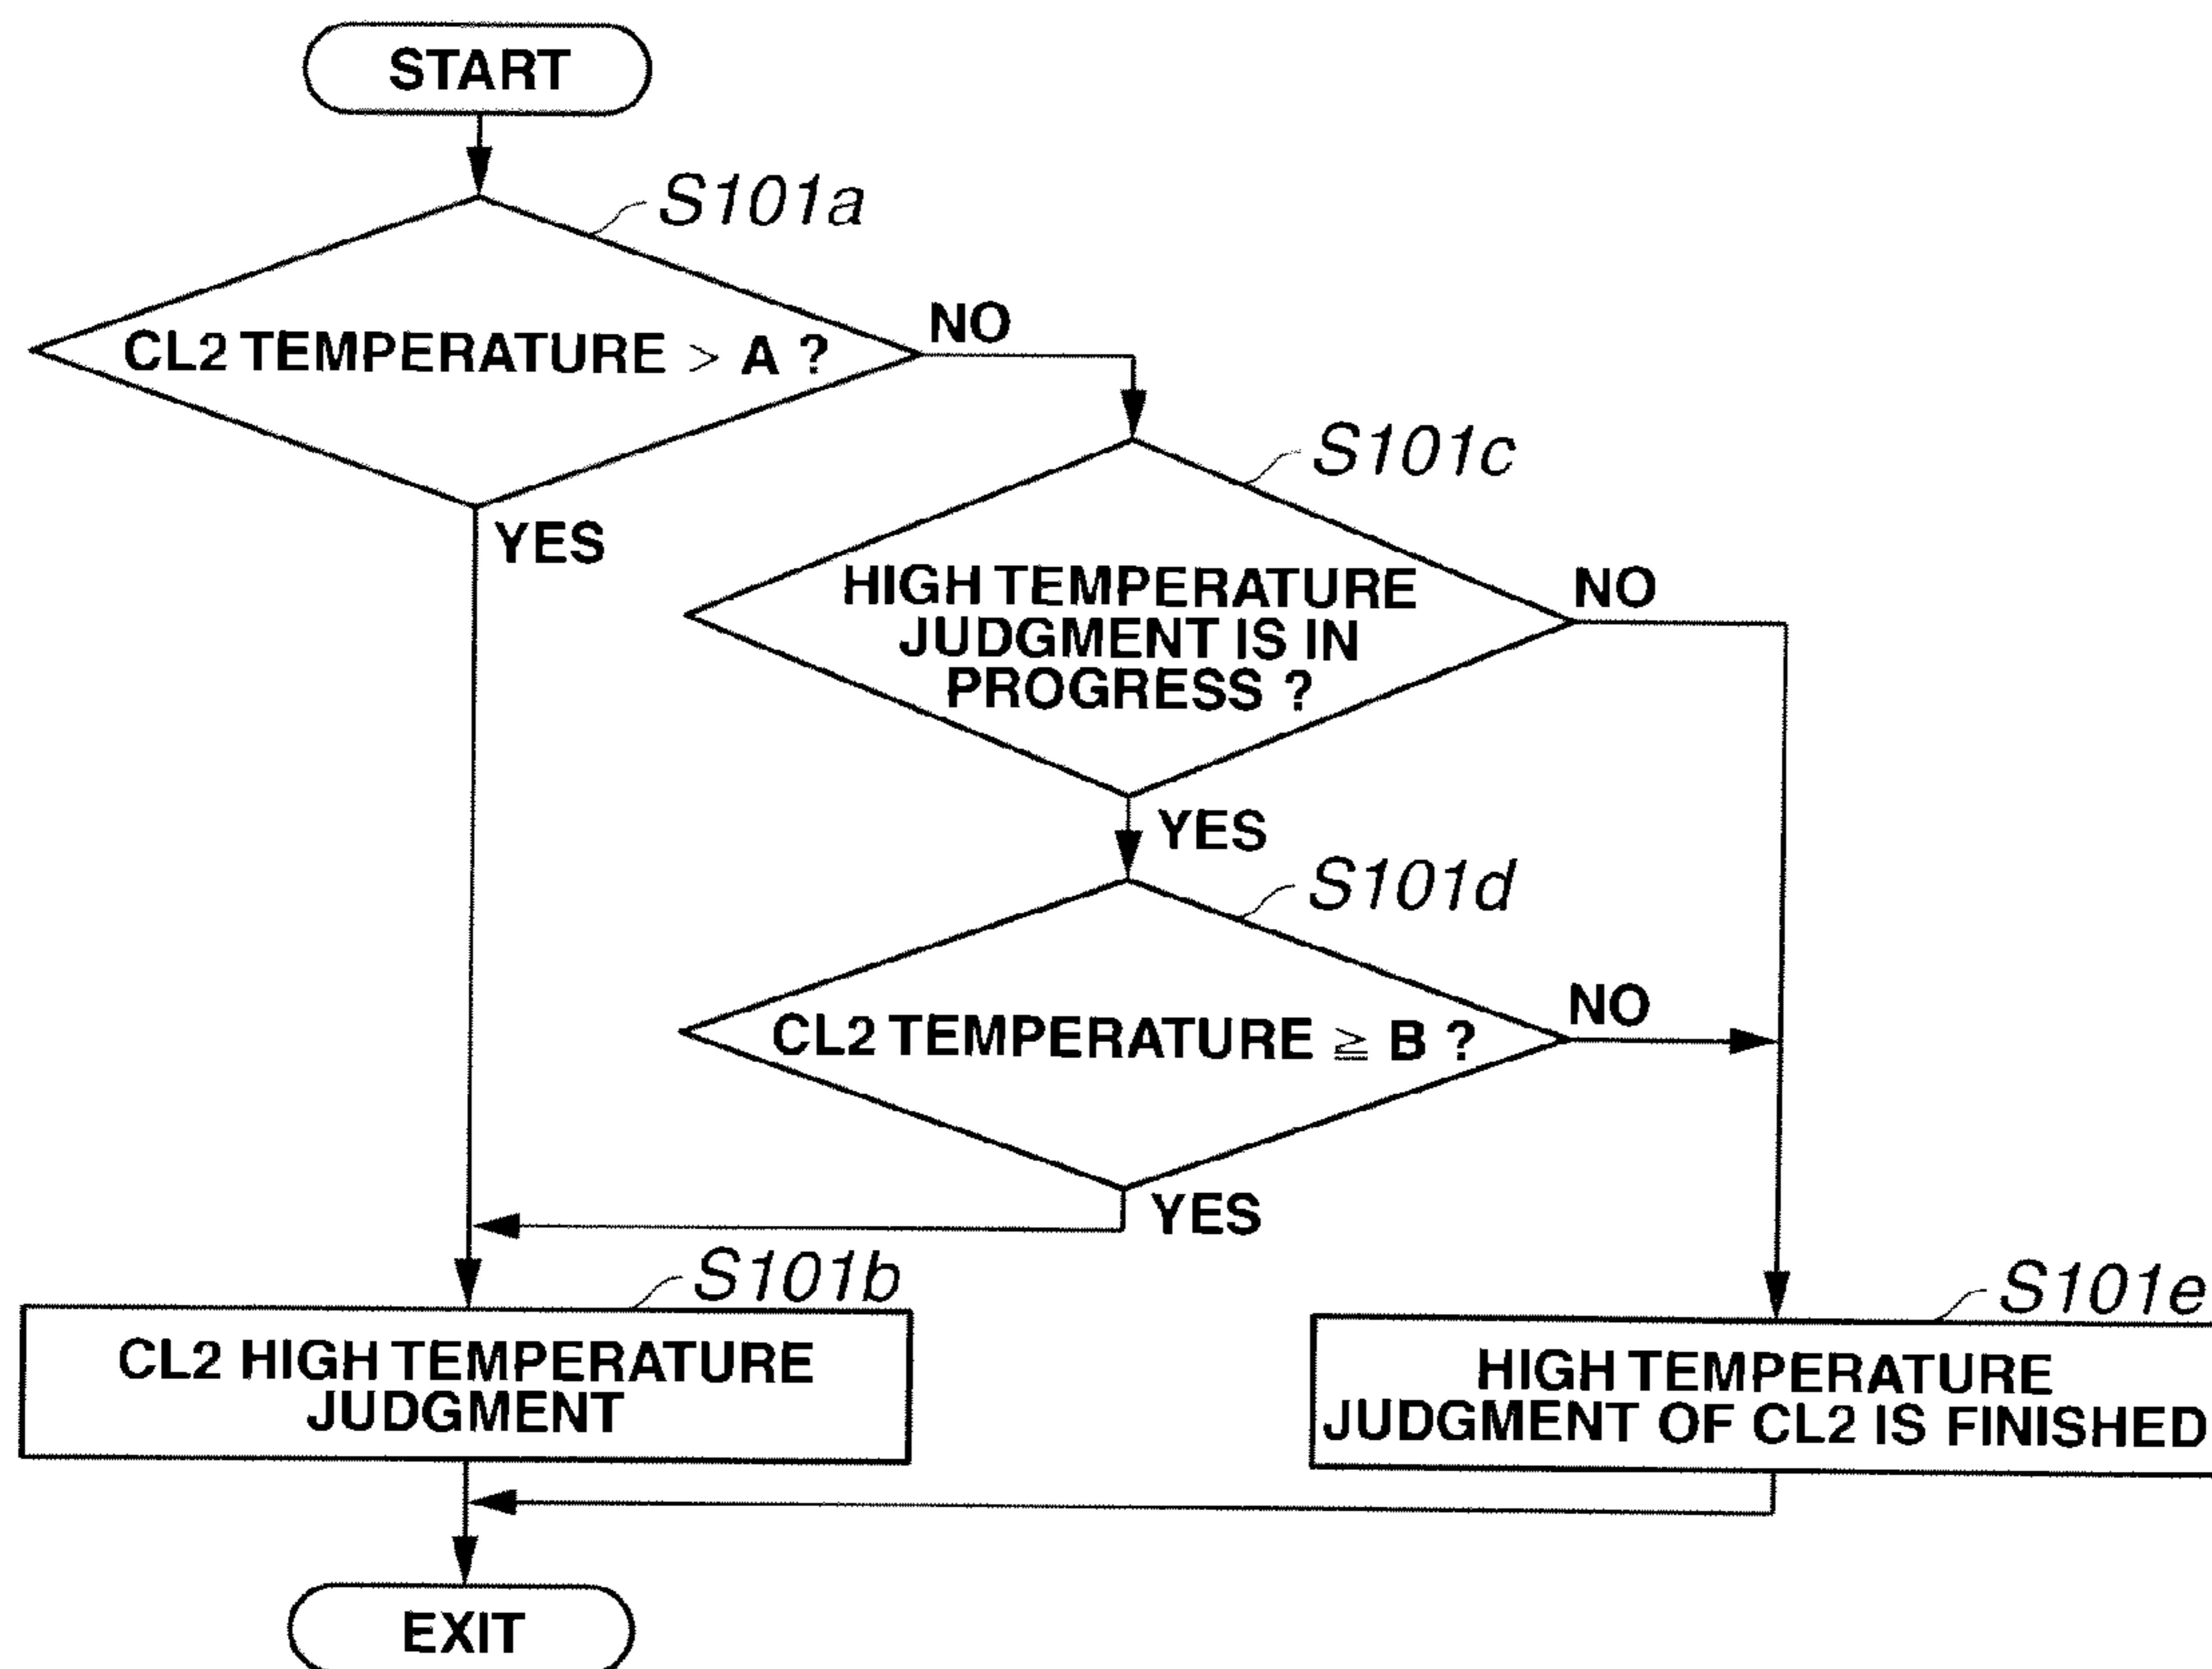 START
S101a
CL2 TEMPERATURE > A ?
NO
YES
S101c
HIGH TEMPERATURE
JUDGMENT IS IN
PROGRESS ?
NO
YES
S101d
CL2 TEMPERATURE ≧ B ?
NO
YES
S101b
CL2 HIGH TEMPERATURE
JUDGMENT
S101e
HIGH TEMPERATURE
JUDGMENT OF CL2 IS FINISHED
EXIT